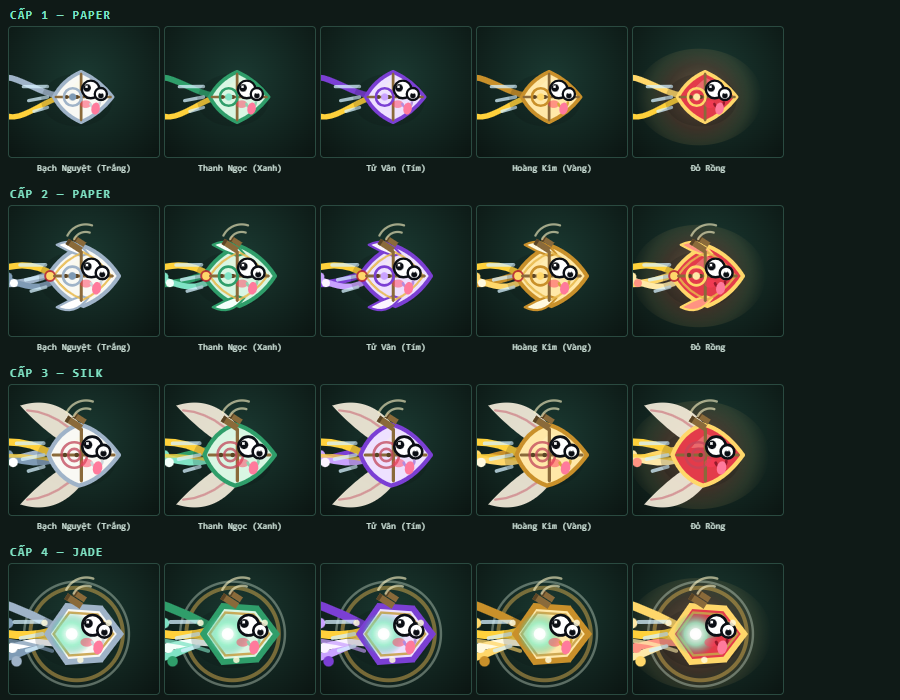 CẤP 1 — PAPER
Bạch Nguyệt (Trắng) Thanh Ngọc (Xanh) Tử Vân (Tím) Hoàng Kim (Vàng) Đỏ Rồng
CẤP 2 — PAPER
Bạch Nguyệt (Trắng) Thanh Ngọc (Xanh) Tử Vân (Tím) Hoàng Kim (Vàng) Đỏ Rồng
CẤP 3 — SILK
Bạch Nguyệt (Trắng) Thanh Ngọc (Xanh) Tử Vân (Tím) Hoàng Kim (Vàng) Đỏ Rồng
CẤP 4 — JADE